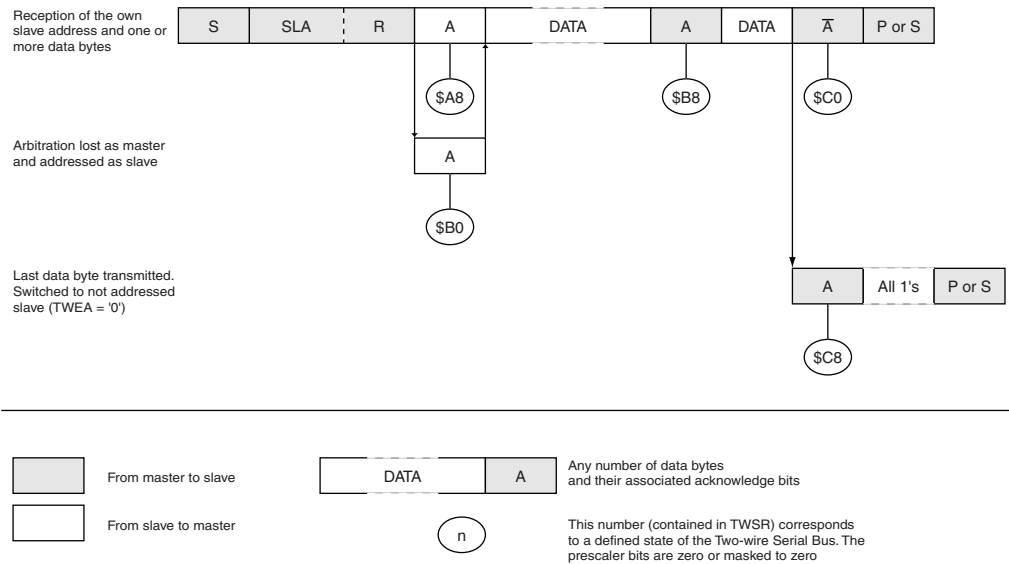 Reception of the own
slave address and one or
more data bytes
S SLA R A DATA A DATA A̅ P or S
$A8 $B8 $C0
Arbitration lost as master
and addressed as slave
A
$B0
Last data byte transmitted.
Switched to not addressed
slave (TWEA = '0')
A All 1's P or S
$C8
From master to slave
DATA A
Any number of data bytes
and their associated acknowledge bits
From slave to master
n
This number (contained in TWSR) corresponds
to a defined state of the Two-wire Serial Bus. The
prescaler bits are zero or masked to zero